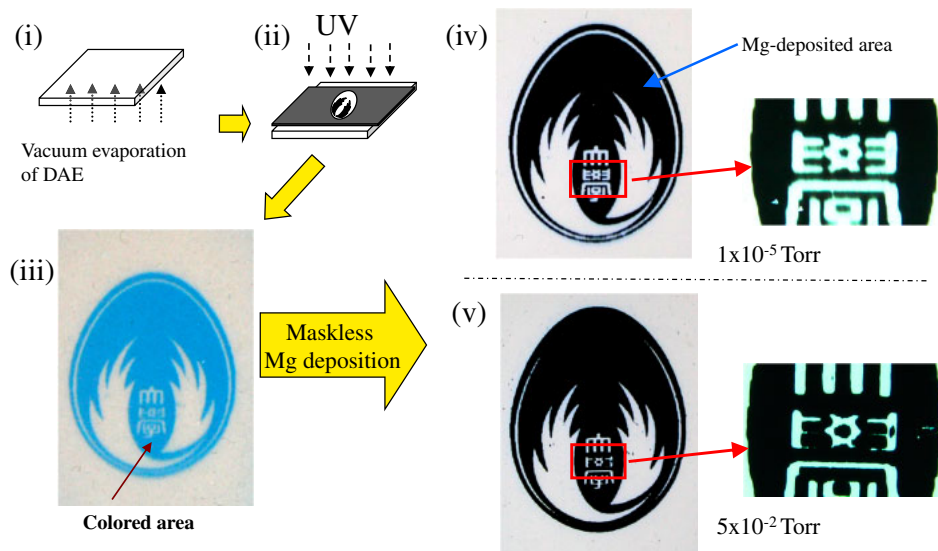 (i)
Vacuum evaporation
of DAE
(ii)
UV
(iii)
Colored area
Maskless
Mg deposition
(iv)
Mg-deposited area
1x10⁻⁵ Torr
(v)
5x10⁻² Torr